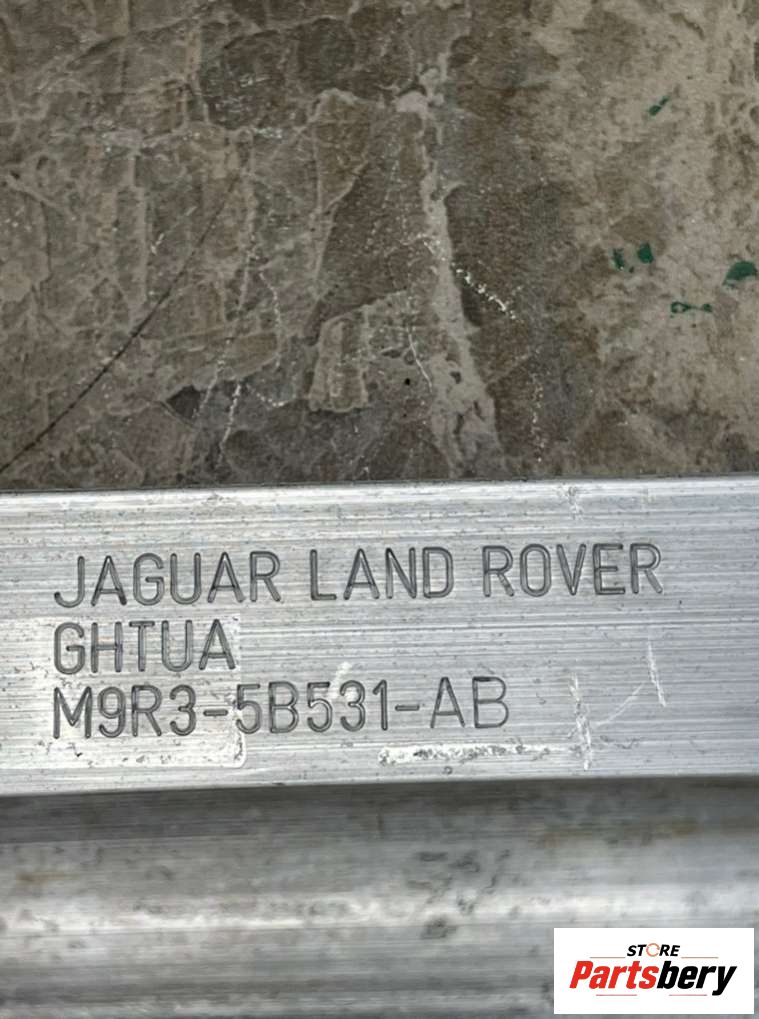 JAGUAR LAND ROVER
GHTUA
M9R3-5B531-AB
STORE
Partsbery